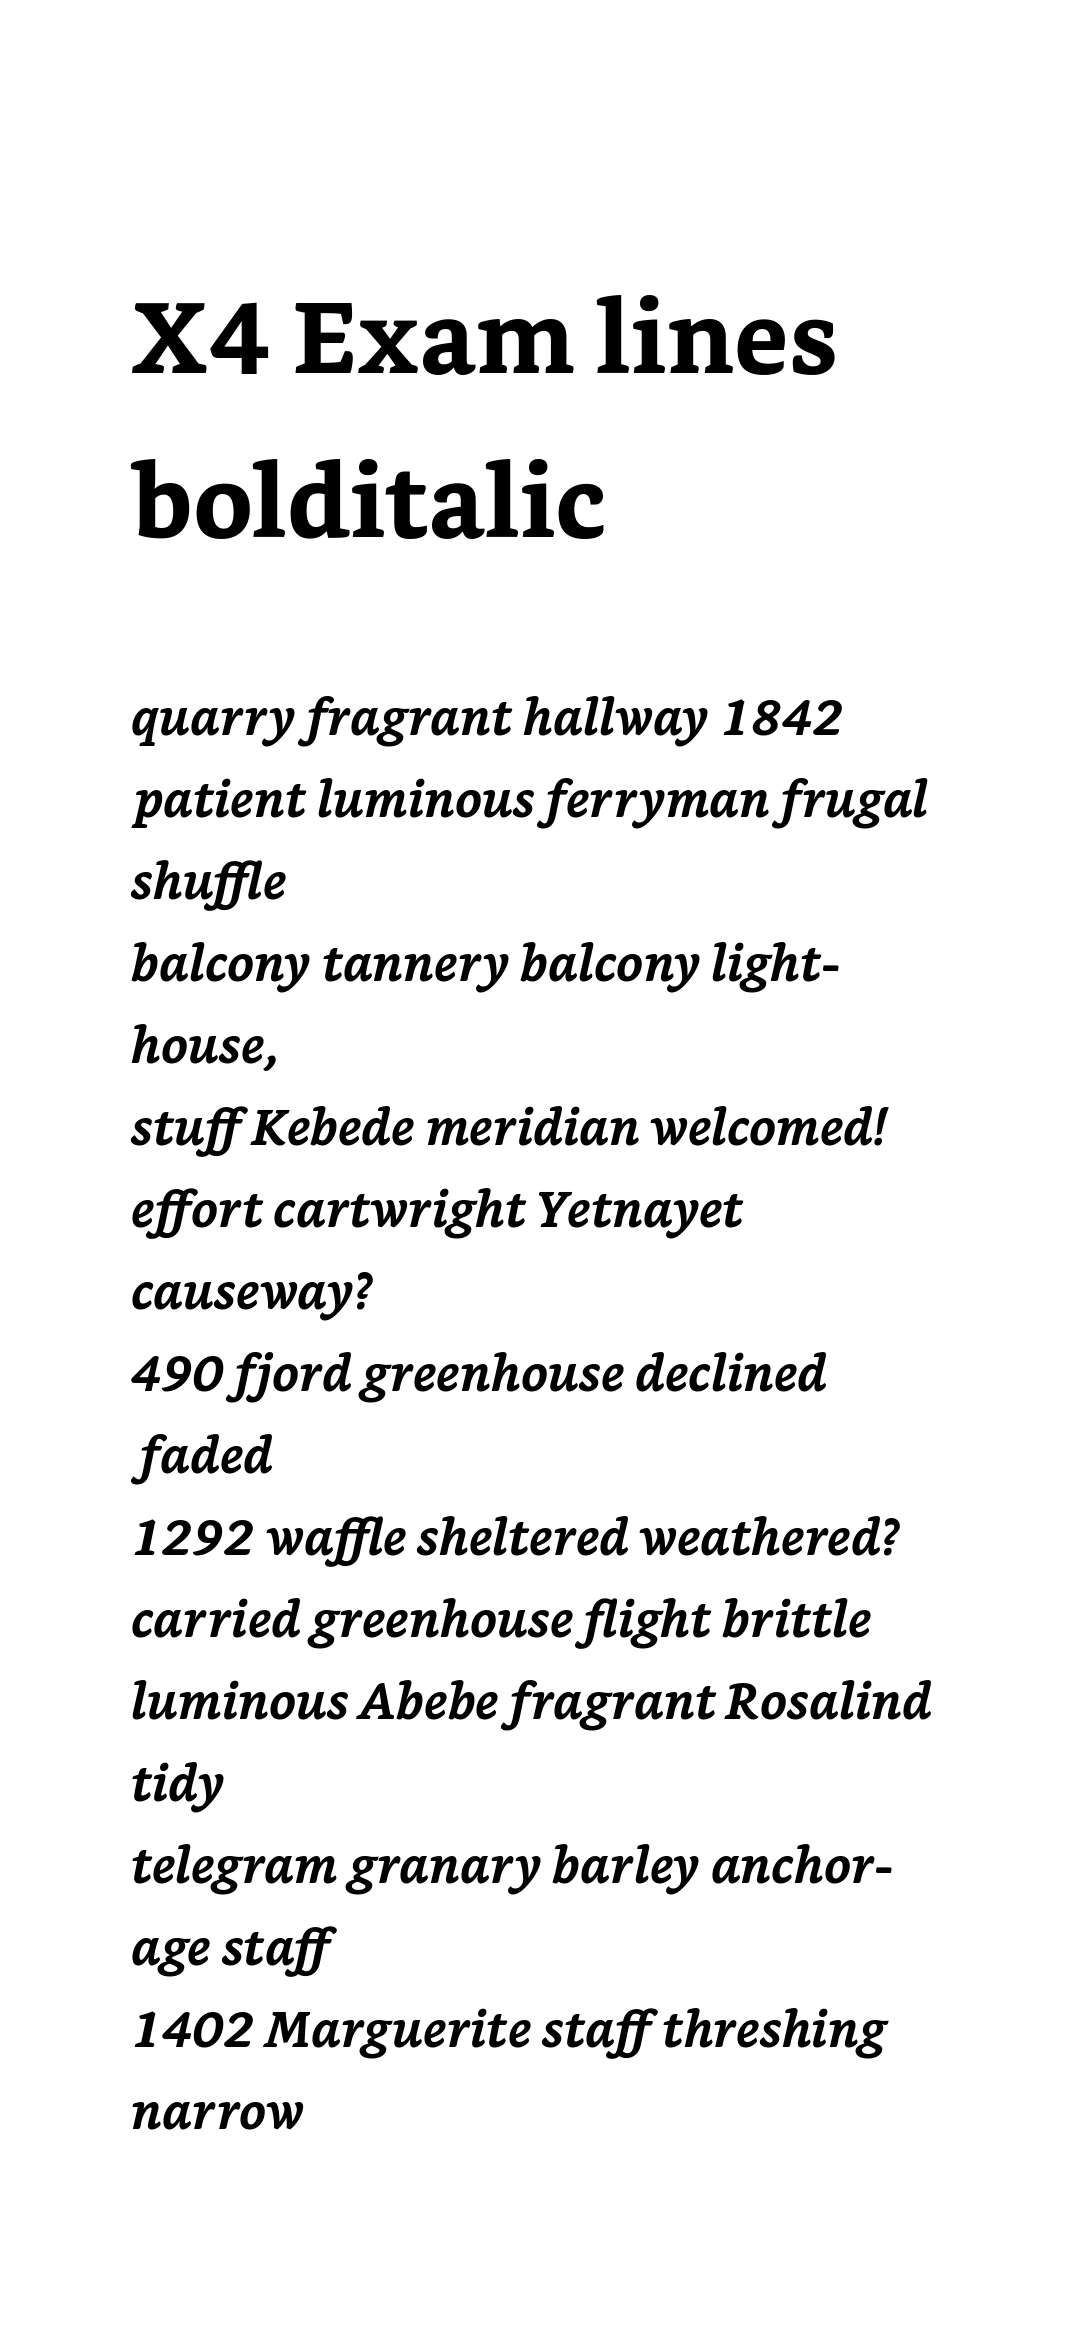 X4 Exam lines
bolditalic
quarry fragrant hallway 1842
patient luminous ferryman frugal
shuffle
balcony tannery balcony light-
house,
stuff Kebede meridian welcomed!
effort cartwright Yetnayet
causeway?
490 fjord greenhouse declined
faded
1292 waffle sheltered weathered?
carried greenhouse flight brittle
luminous Abebe fragrant Rosalind
tidy
telegram granary barley anchor-
age staff
1402 Marguerite staff threshing
narrow